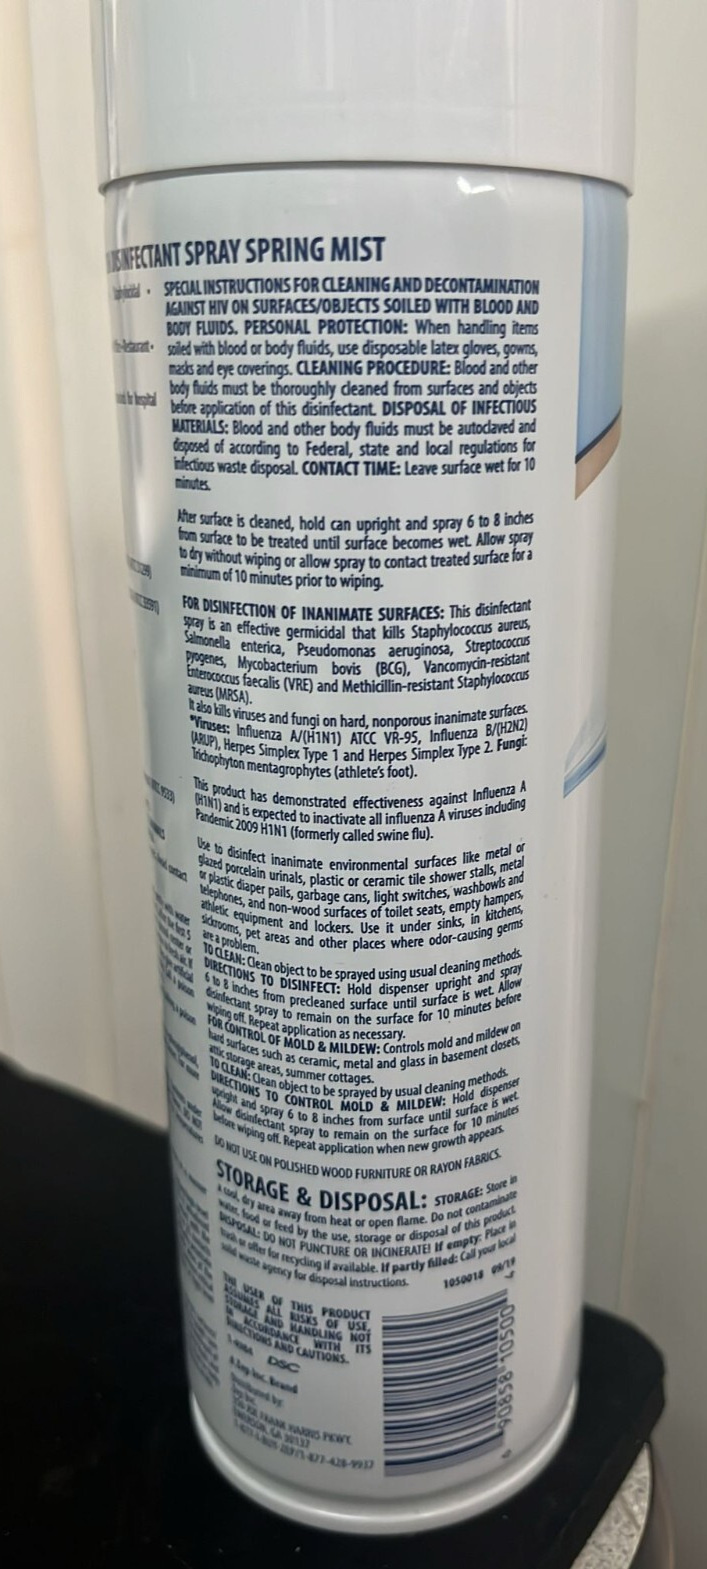 DISINFECTANT SPRAY SPRING MIST
SPECIAL INSTRUCTIONS FOR CLEANING AND DECONTAMINATION
AGAINST HIV ON SURFACES/OBJECTS SOILED WITH BLOOD AND
BODY FLUIDS. PERSONAL PROTECTION: When handling items
soiled with blood or body fluids, use disposable latex gloves, gowns,
masks and eye coverings. CLEANING PROCEDURE: Blood and other
body fluids must be thoroughly cleaned from surfaces and objects
before application of this disinfectant. DISPOSAL OF INFECTIOUS
MATERIALS: Blood and other body fluids must be autoclaved and
disposed of according to Federal, state and local regulations for
infectious waste disposal. CONTACT TIME: Leave surface wet for 10
minutes.
After surface is cleaned, hold can upright and spray 6 to 8 inches
from surface to be treated until surface becomes wet. Allow spray
to dry without wiping or allow spray to contact treated surface for a
minimum of 10 minutes prior to wiping.
FOR DISINFECTION OF INANIMATE SURFACES: This disinfectant
spray is an effective germicidal that kills Staphylococcus aureus,
Salmonella enterica, Pseudomonas aeruginosa, Streptococcus
pyogenes, Mycobacterium bovis (BCG), Vancomycin-resistant
Enterococcus faecalis (VRE) and Methicillin-resistant Staphylococcus
aureus (MRSA).
It also kills viruses and fungi on hard, nonporous inanimate surfaces.
*Viruses: Influenza A/(H1N1) ATCC VR-95, Influenza B/(H2N2)
(ARUP), Herpes Simplex Type 1 and Herpes Simplex Type 2. Fungi:
Trichophyton mentagrophytes (athlete's foot).
This product has demonstrated effectiveness against Influenza A
(H1N1) and is expected to inactivate all influenza A viruses including
Pandemic 2009 H1N1 (formerly called swine flu).
Use to disinfect inanimate environmental surfaces like metal or
glazed porcelain urinals, plastic or ceramic tile shower stalls, metal
or plastic diaper pails, garbage cans, light switches, washbowls and
telephones, and non-wood surfaces of toilet seats, empty hampers,
athletic equipment and lockers. Use it under sinks, in kitchens,
sickrooms, pet areas and other places where odor-causing germs
are a problem.
TO CLEAN: Clean object to be sprayed using usual cleaning methods.
DIRECTIONS TO DISINFECT: Hold dispenser upright and spray
6 to 8 inches from precleaned surface until surface is wet. Allow
disinfectant spray to remain on the surface for 10 minutes before
wiping off. Repeat application as necessary.
FOR CONTROL OF MOLD & MILDEW: Controls mold and mildew on
hard surfaces such as ceramic, metal and glass in basement closets,
attic storage areas, summer cottages.
TO CLEAN: Clean object to be sprayed by usual cleaning methods.
DIRECTIONS TO CONTROL MOLD & MILDEW: Hold dispenser
upright and spray 6 to 8 inches from surface until surface is wet.
Allow disinfectant spray to remain on the surface for 10 minutes
before wiping off. Repeat application when new growth appears.
DO NOT USE ON POLISHED WOOD FURNITURE OR RAYON FABRICS.
STORAGE & DISPOSAL: STORAGE: Store in
a cool, dry area away from heat or open flame. Do not contaminate
water, food or feed by the use, storage or disposal of this product.
DISPOSAL: DO NOT PUNCTURE OR INCINERATE! If empty: Place in
trash or offer for recycling if available. If partly filled: Call your local
solid waste agency for disposal instructions.
1050018 09/19
THE USER OF THIS PRODUCT
ASSUMES ALL RISKS OF USE,
STORAGE AND HANDLING NOT
IN ACCORDANCE WITH ITS
DIRECTIONS AND CAUTIONS.
DSC
A Zep Inc. Brand
Distributed by:
Zep Inc.
EMERSON, GA 30137
1-877-428-9937
90858 10500